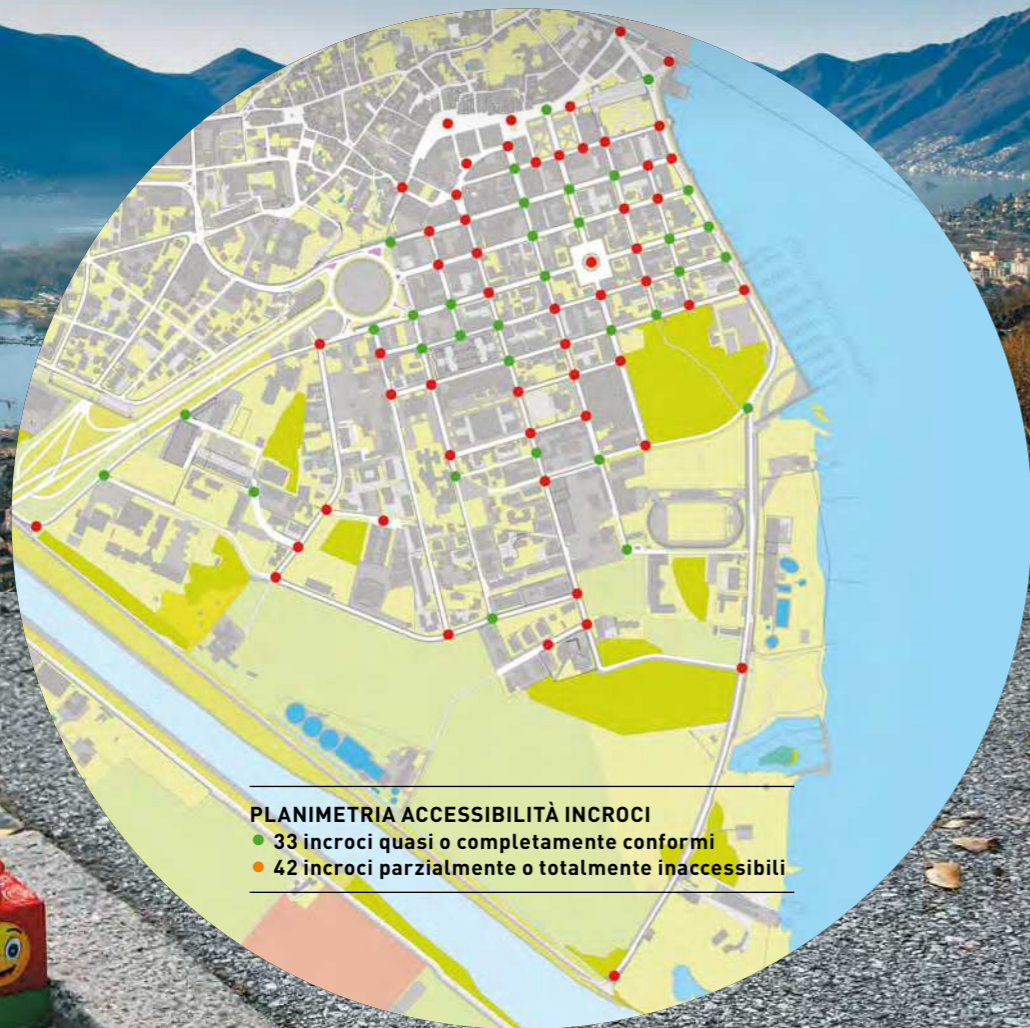 PLANIMETRIA ACCESSIBILITÀ INCROCI
33 incroci quasi o completamente conformi
42 incroci parzialmente o totalmente inaccessibili